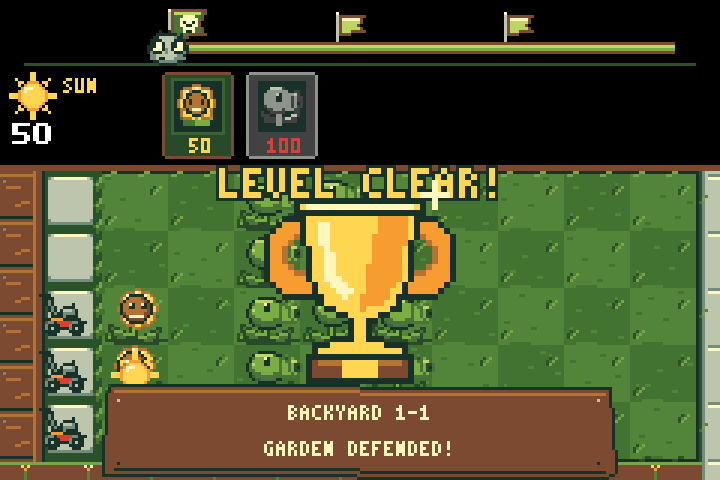 SUN
50
50
100
LEVEL CLEAR!
BACKYARD 1-1
GARDEN DEFENDED!